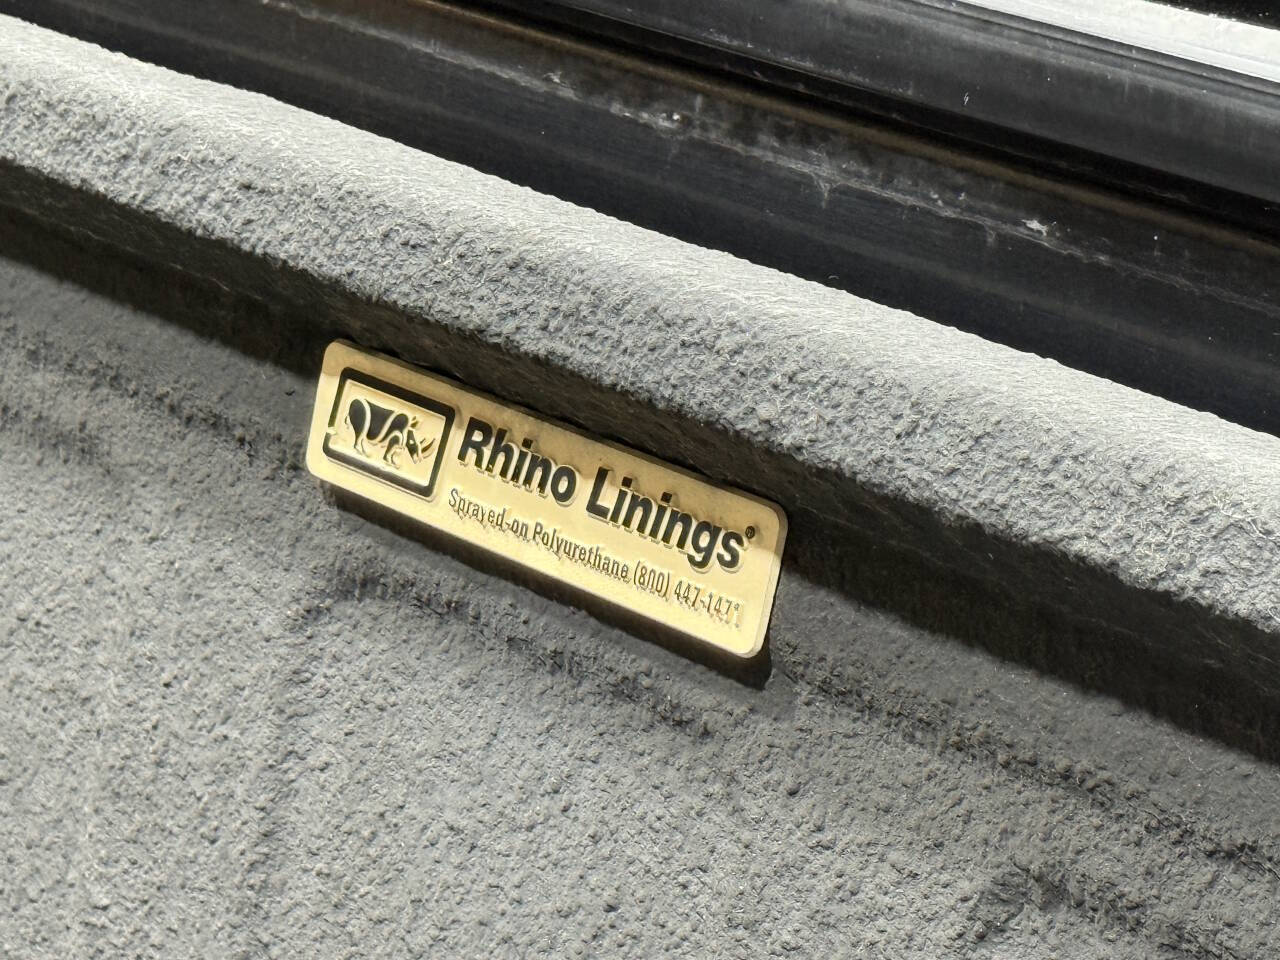 Rhino Linings®
Sprayed-on Polyurethane (800) 447-1471